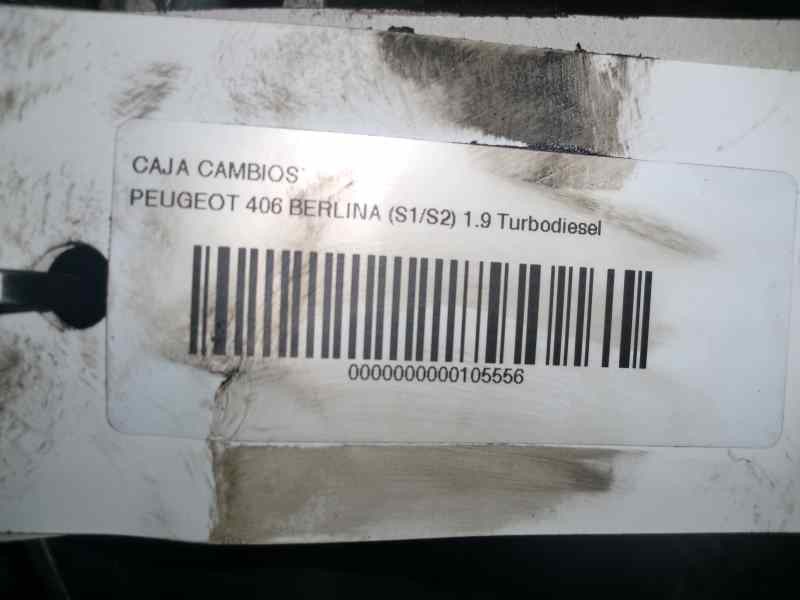 CAJA CAMBIOS
PEUGEOT 406 BERLINA (S1/S2) 1.9 Turbodiesel
0000000000105556